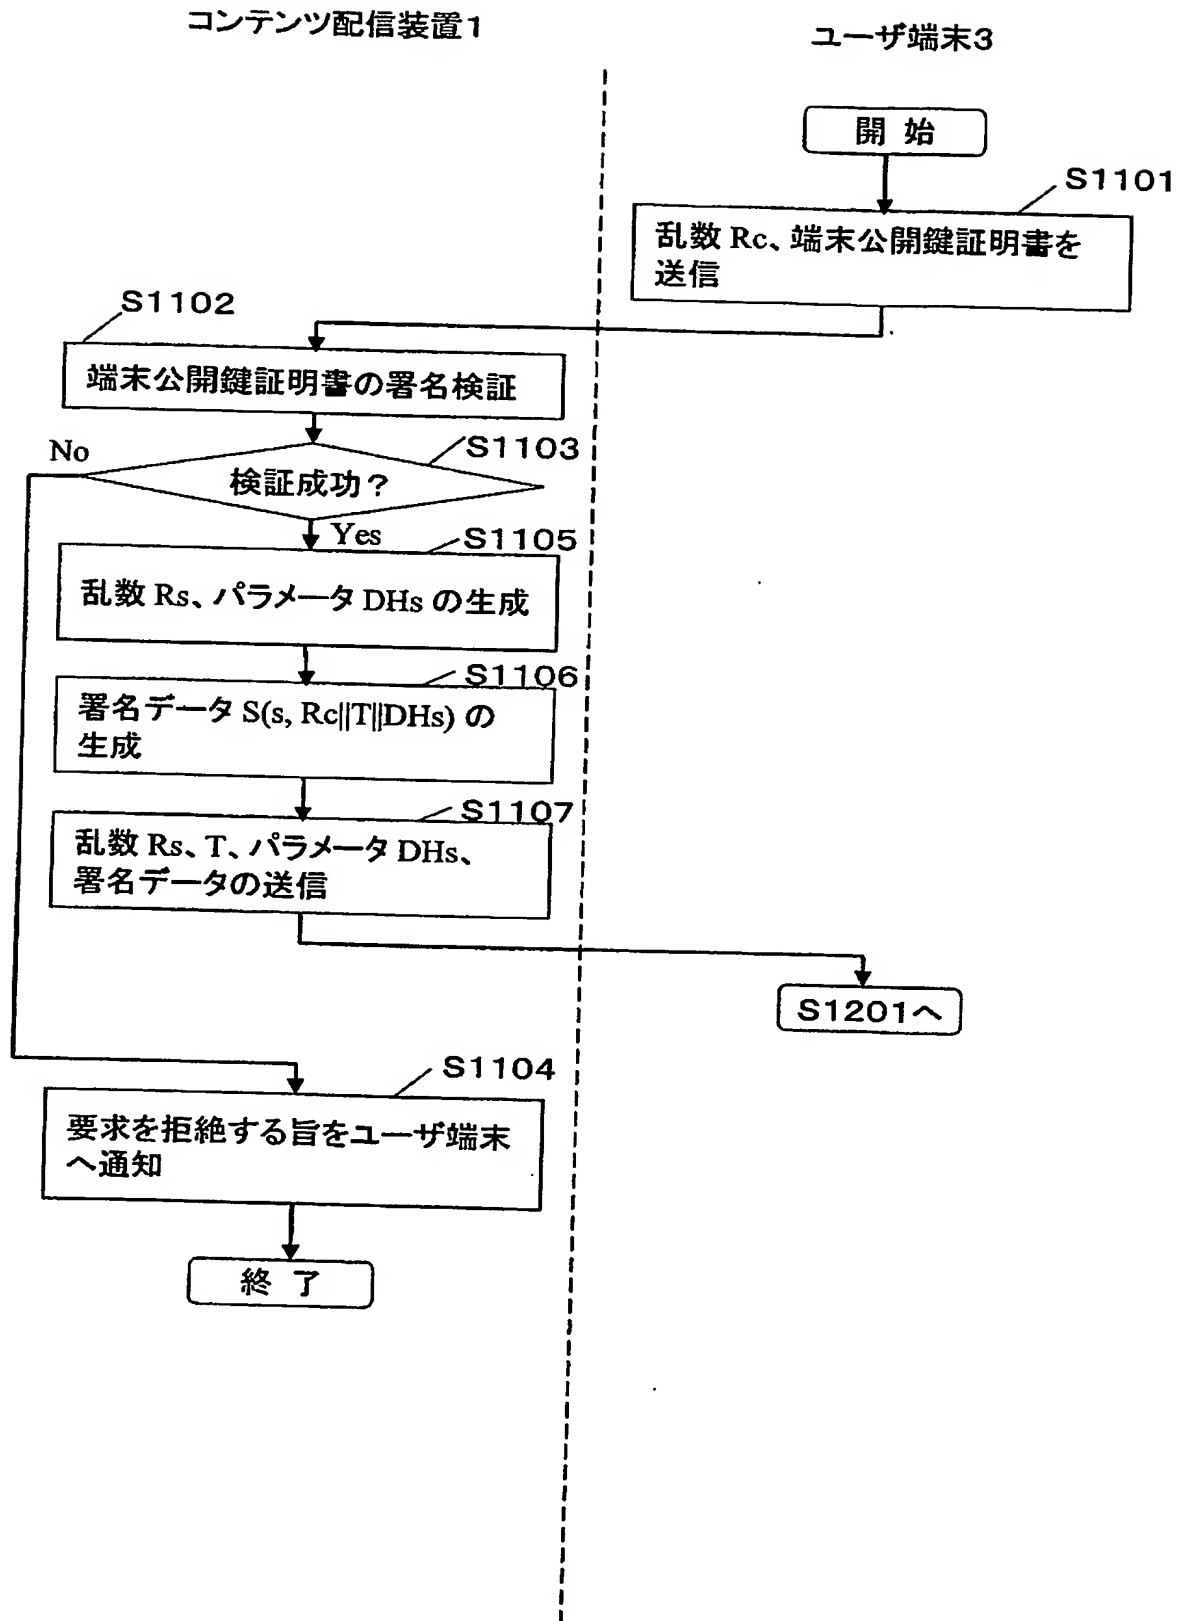 コンテンツ配信装置1
ユーザ端末3
開始
S1101
乱数 Rc、端末公開鍵証明書を
送信
S1102
端末公開鍵証明書の署名検証
No
S1103
検証成功?
Yes
S1105
乱数 Rs、パラメータ DHs の生成
S1106
署名データ S(s, Rc||T||DHs) の
生成
S1107
乱数 Rs、T、パラメータ DHs、
署名データの送信
S1201へ
S1104
要求を拒絶する旨をユーザ端末
へ通知
終了